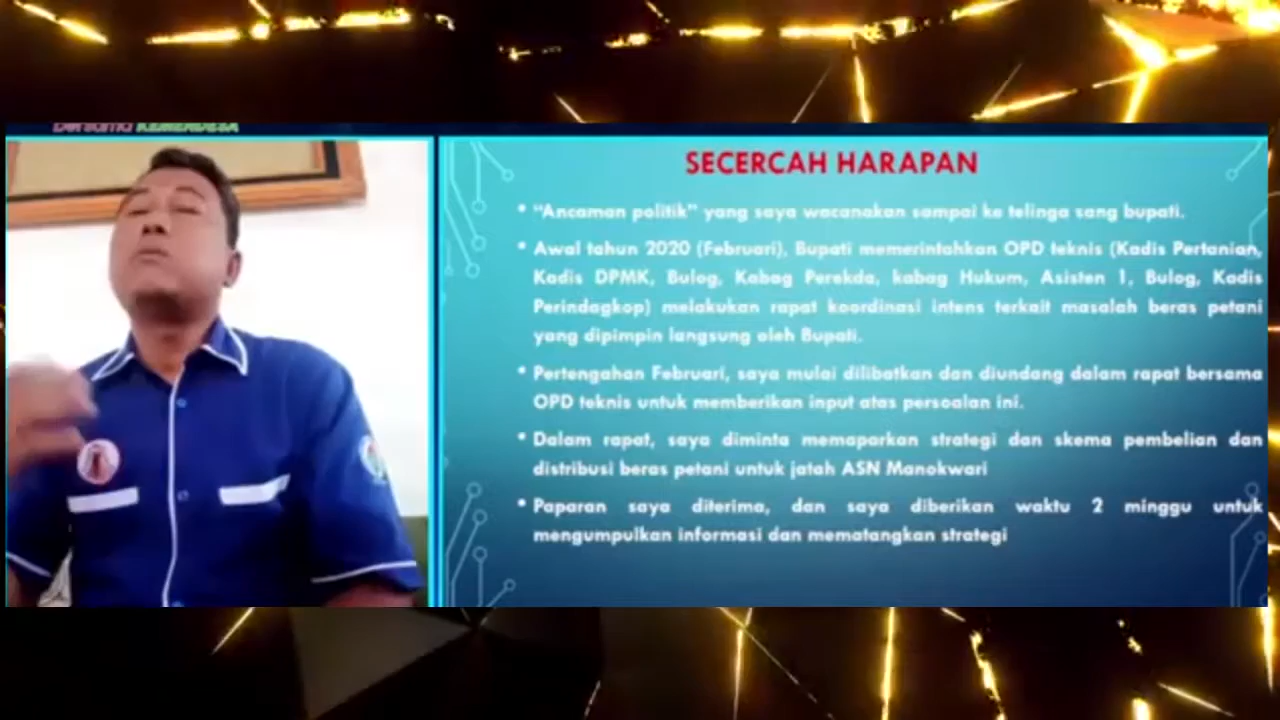 Bersama KEMENDESA
SECERCAH HARAPAN
• “Ancaman politik” yang saya wacanakan sampai ke telinga sang bupati.
• Awal tahun 2020 (Februari), Bupati memerintahkan OPD teknis (Kadis Pertanian,
Kadis DPMK, Bulog, Kabag Perekda, kabag Hukum, Asisten 1, Bulog, Kadis
Perindagkop) melakukan rapat koordinasi intens terkait masalah beras petani
yang dipimpin langsung oleh Bupati.
• Pertengahan Februari, saya mulai dilibatkan dan diundang dalam rapat bersama
OPD teknis untuk memberikan input atas persoalan ini.
• Dalam rapat, saya diminta memaparkan strategi dan skema pembelian dan
distribusi beras petani untuk jatah ASN Manokwari
• Paparan saya diterima, dan saya diberikan waktu 2 minggu untuk
mengumpulkan informasi dan mematangkan strategi